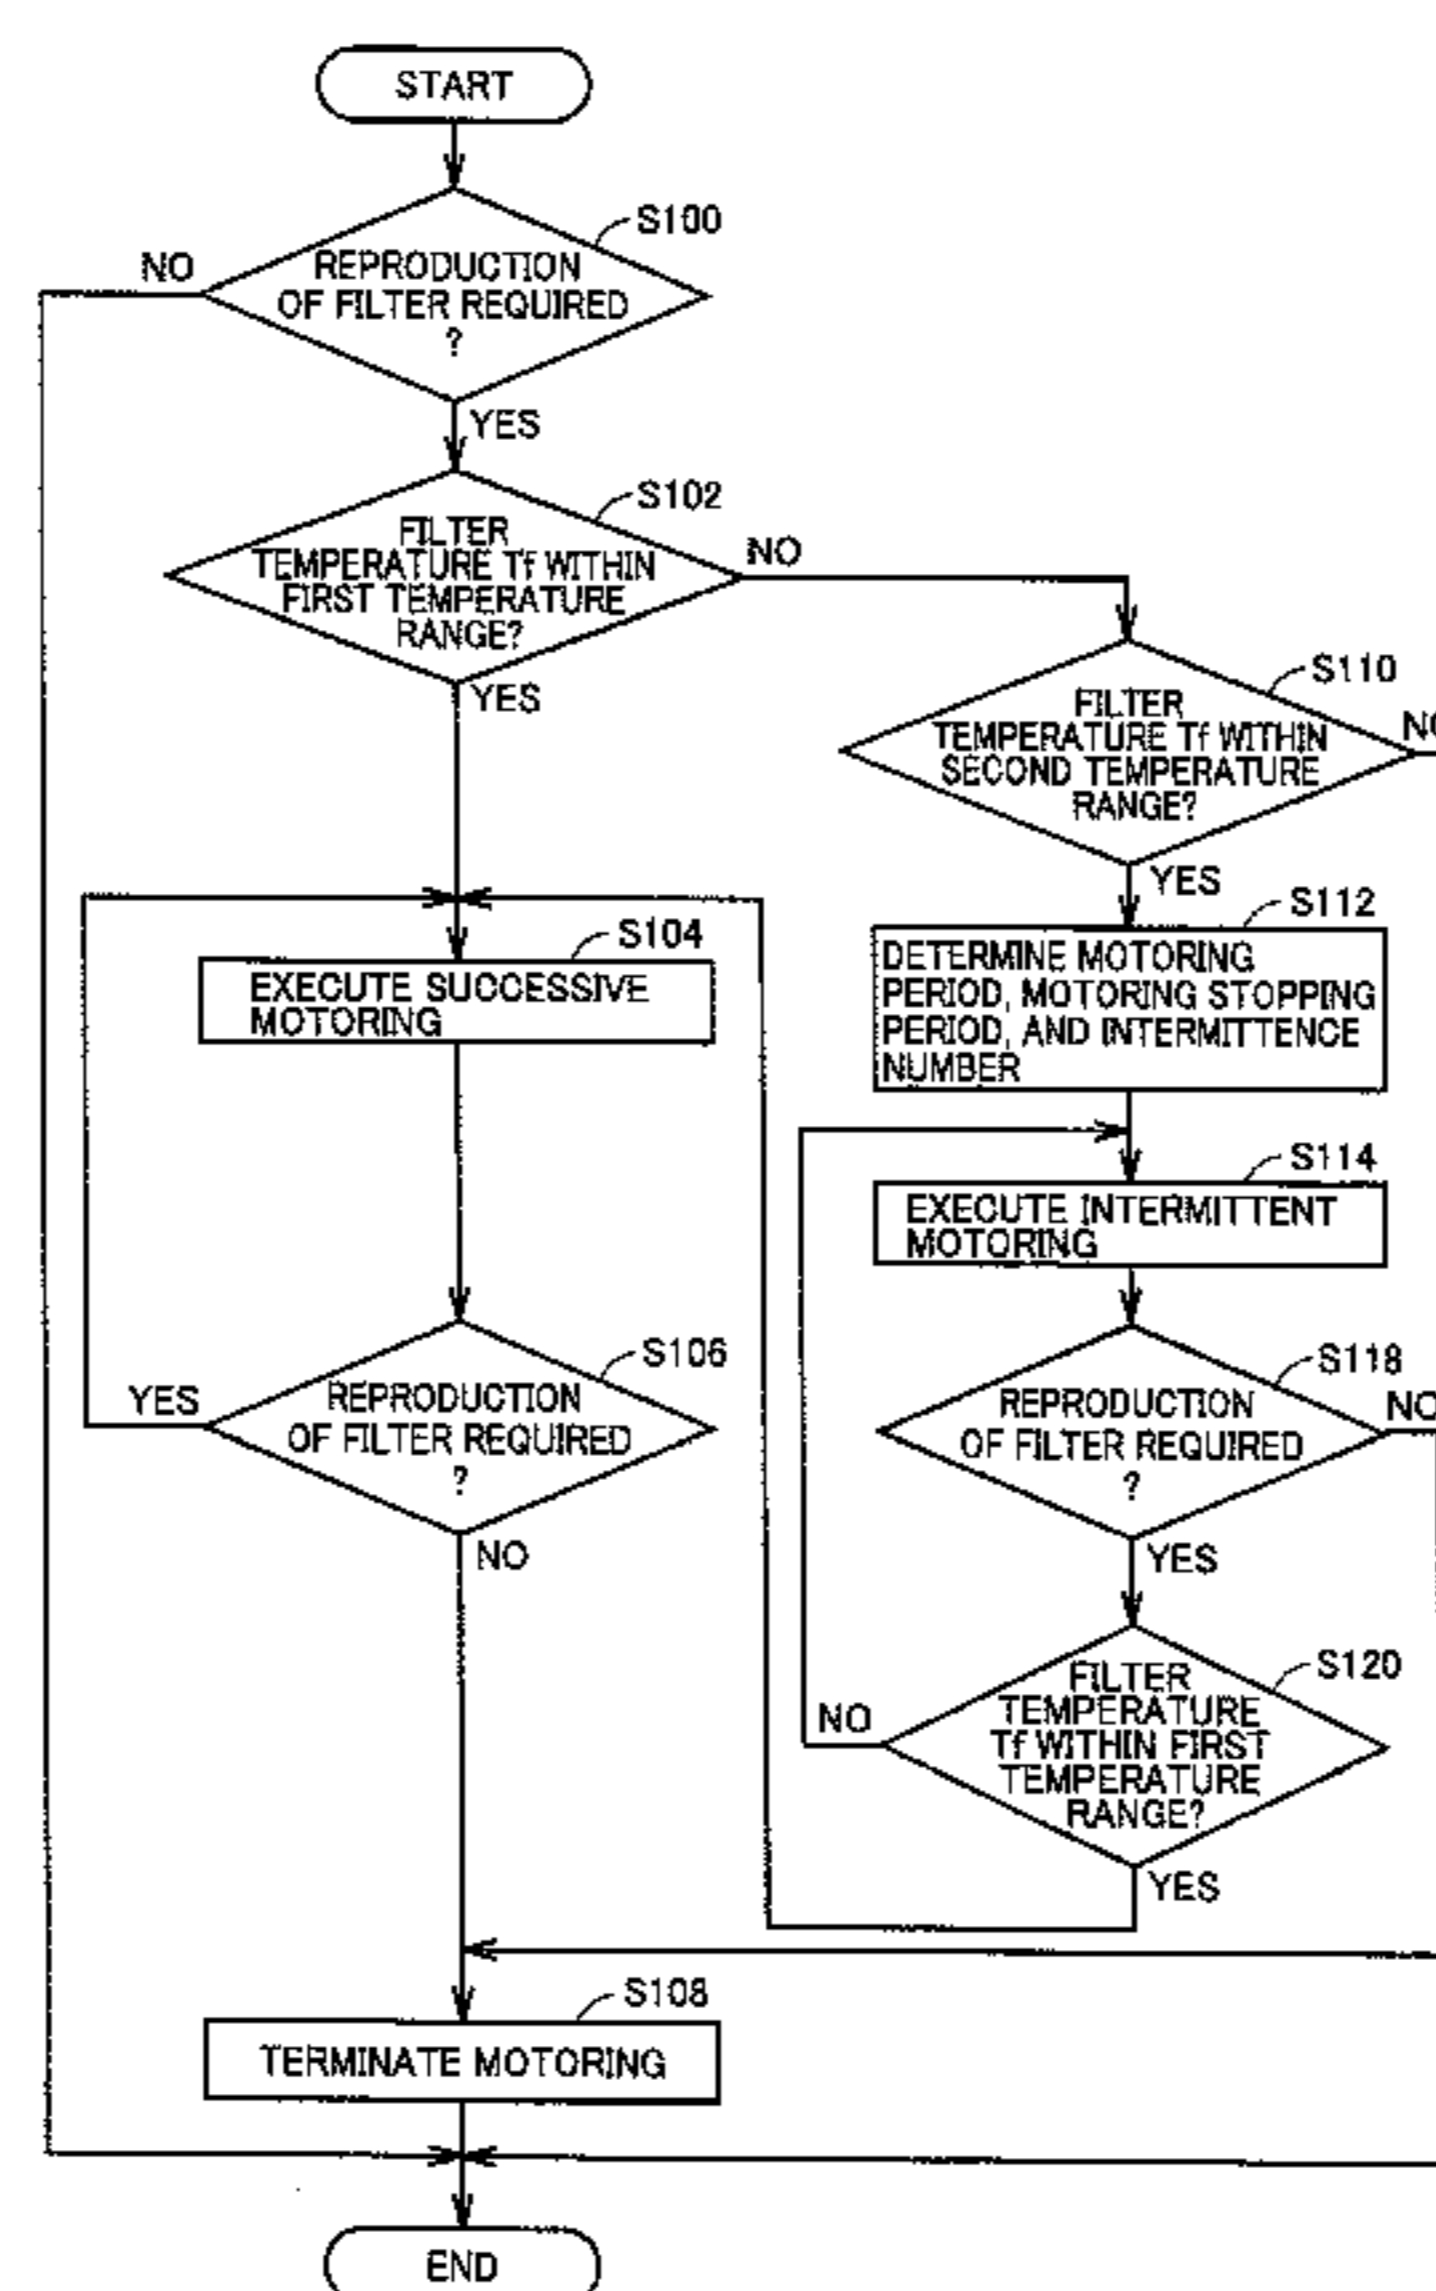 START
S100
NO
REPRODUCTION
OF FILTER REQUIRED
?
YES
S102
FILTER
TEMPERATURE Tf WITHIN
FIRST TEMPERATURE
RANGE?
NO
YES
S110
FILTER
TEMPERATURE Tf WITHIN
SECOND TEMPERATURE
RANGE?
NO
YES
S112
DETERMINE MOTORING
PERIOD, MOTORING STOPPING
PERIOD, AND INTERMITTENCE
NUMBER
S104
EXECUTE SUCCESSIVE
MOTORING
S114
EXECUTE INTERMITTENT
MOTORING
S106
YES
REPRODUCTION
OF FILTER REQUIRED
?
NO
S118
REPRODUCTION
OF FILTER REQUIRED
?
NO
YES
S120
NO
FILTER
TEMPERATURE
Tf WITHIN FIRST
TEMPERATURE
RANGE?
YES
S108
TERMINATE MOTORING
END